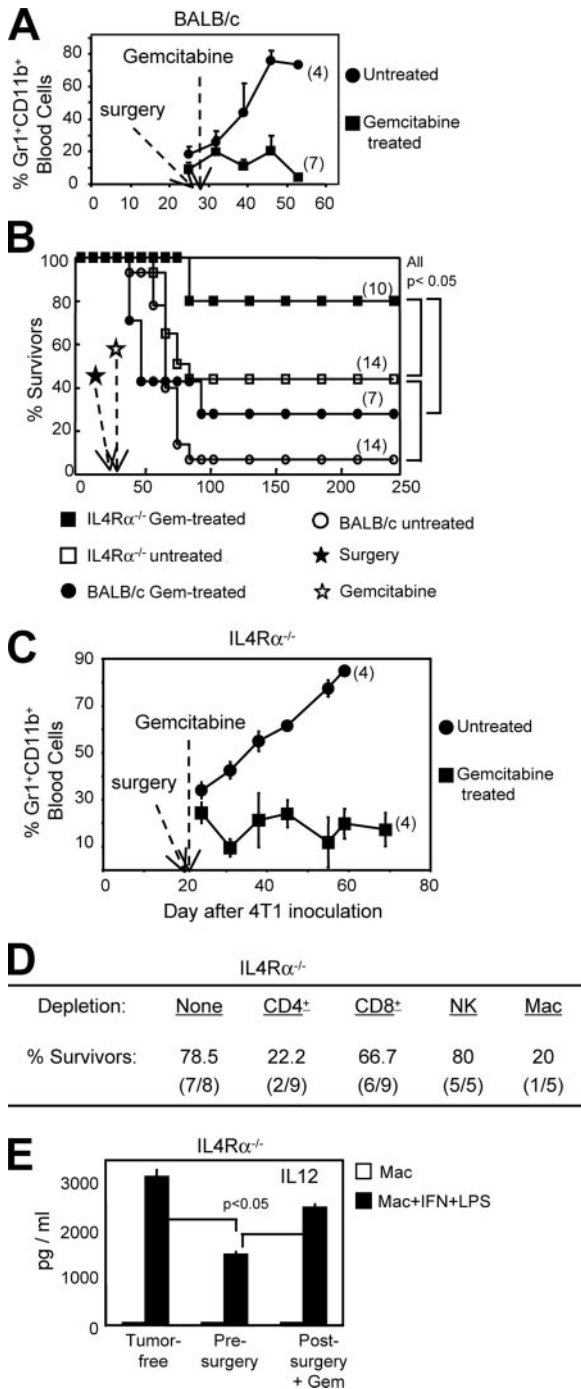 A
BALB/c
% Gr1+CD11b+
Blood Cells
80
60
40
20
0
Gemcitabine
surgery
(4)
(7)
Untreated
Gemcitabine
treated
0 10 20 30 40 50 60
B
% Survivors
100
80
60
40
20
0
All
p< 0.05
(10)
(14)
(7)
(14)
0 50 100 150 200 250
IL4Rα-/- Gem-treated
IL4Rα-/- untreated
BALB/c Gem-treated
BALB/c untreated
Surgery
Gemcitabine
C
IL4Rα-/-
% Gr1+CD11b+
Blood Cells
90
70
50
30
10
Gemcitabine
surgery
(4)
(4)
Untreated
Gemcitabine
treated
0 20 40 60 80
Day after 4T1 inoculation
D
IL4Rα-/-
Depletion: None CD4± CD8± NK Mac
% Survivors: 78.5 22.2 66.7 80 20
(7/8) (2/9) (6/9) (5/5) (1/5)
E
IL4Rα-/-
pg / ml
3000
2000
1000
0
IL12
p<0.05
Mac
Mac+IFN+LPS
Tumor-
free
Pre-
surgery
Post-
surgery
+ Gem